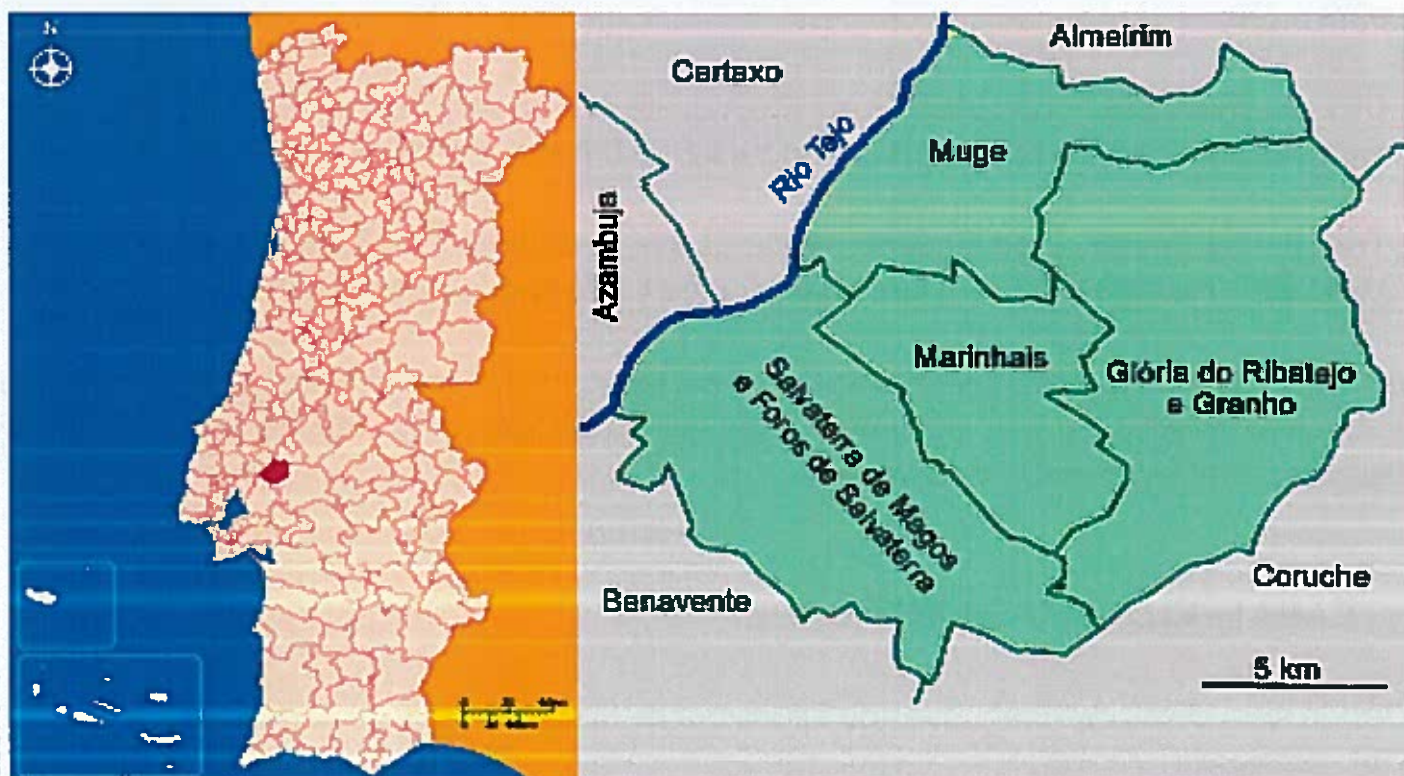 N
Almeirim
Cartaxo
Rio Tejo
Muge
Azambuja
Marinhais
Glória do Ribatejo
e Granho
Salvaterra de Magos
e Foros de Salvaterra
Benavente
Coruche
5 km